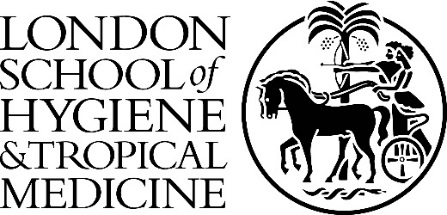 LONDON
SCHOOL of
HYGIENE
& TROPICAL
MEDICINE